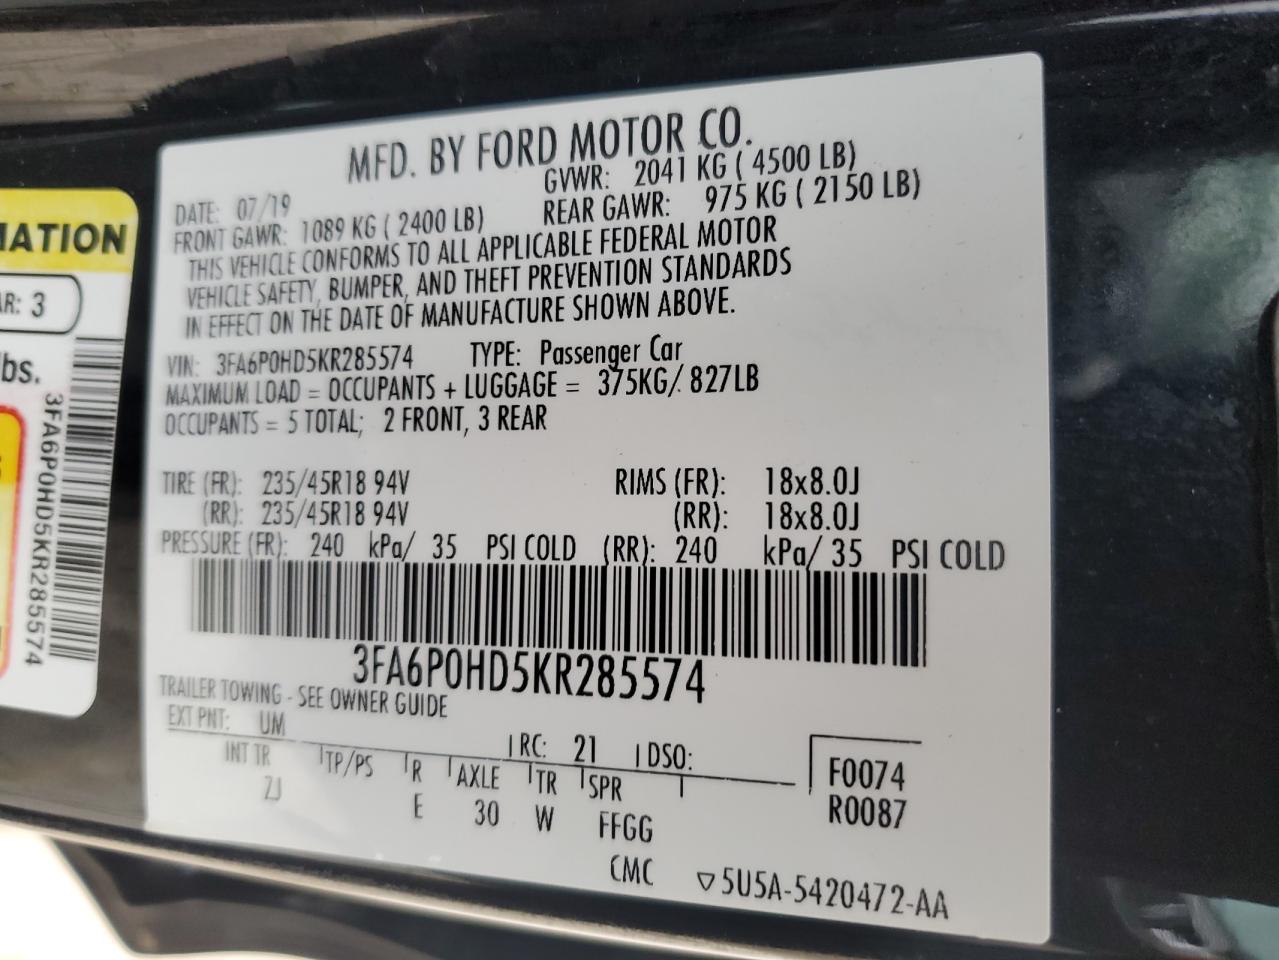 MFD. BY FORD MOTOR CO.
DATE: 07/19 GVWR: 2041 KG ( 4500 LB)
FRONT GAWR: 1089 KG ( 2400 LB) REAR GAWR: 975 KG ( 2150 LB)
THIS VEHICLE CONFORMS TO ALL APPLICABLE FEDERAL MOTOR
VEHICLE SAFETY, BUMPER, AND THEFT PREVENTION STANDARDS
IN EFFECT ON THE DATE OF MANUFACTURE SHOWN ABOVE.
VIN: 3FA6P0HD5KR285574 TYPE: Passenger Car
MAXIMUM LOAD = OCCUPANTS + LUGGAGE = 375KG/ 827LB
OCCUPANTS = 5 TOTAL; 2 FRONT, 3 REAR
TIRE (FR): 235/45R18 94V RIMS (FR): 18x8.0J
(RR): 235/45R18 94V (RR): 18x8.0J
PRESSURE (FR): 240 kPa/ 35 PSI COLD (RR): 240 kPa/ 35 PSI COLD
3FA6P0HD5KR285574
TRAILER TOWING - SEE OWNER GUIDE
EXT PNT: UM RC: 21 DSO:
INT TR TP/PS R AXLE TR SPR F0074
ZJ E 30 W FFGG R0087
CMC ▽5U5A-5420472-AA
IATION
AR: 3
lbs.
3FA6P0HD5KR285574